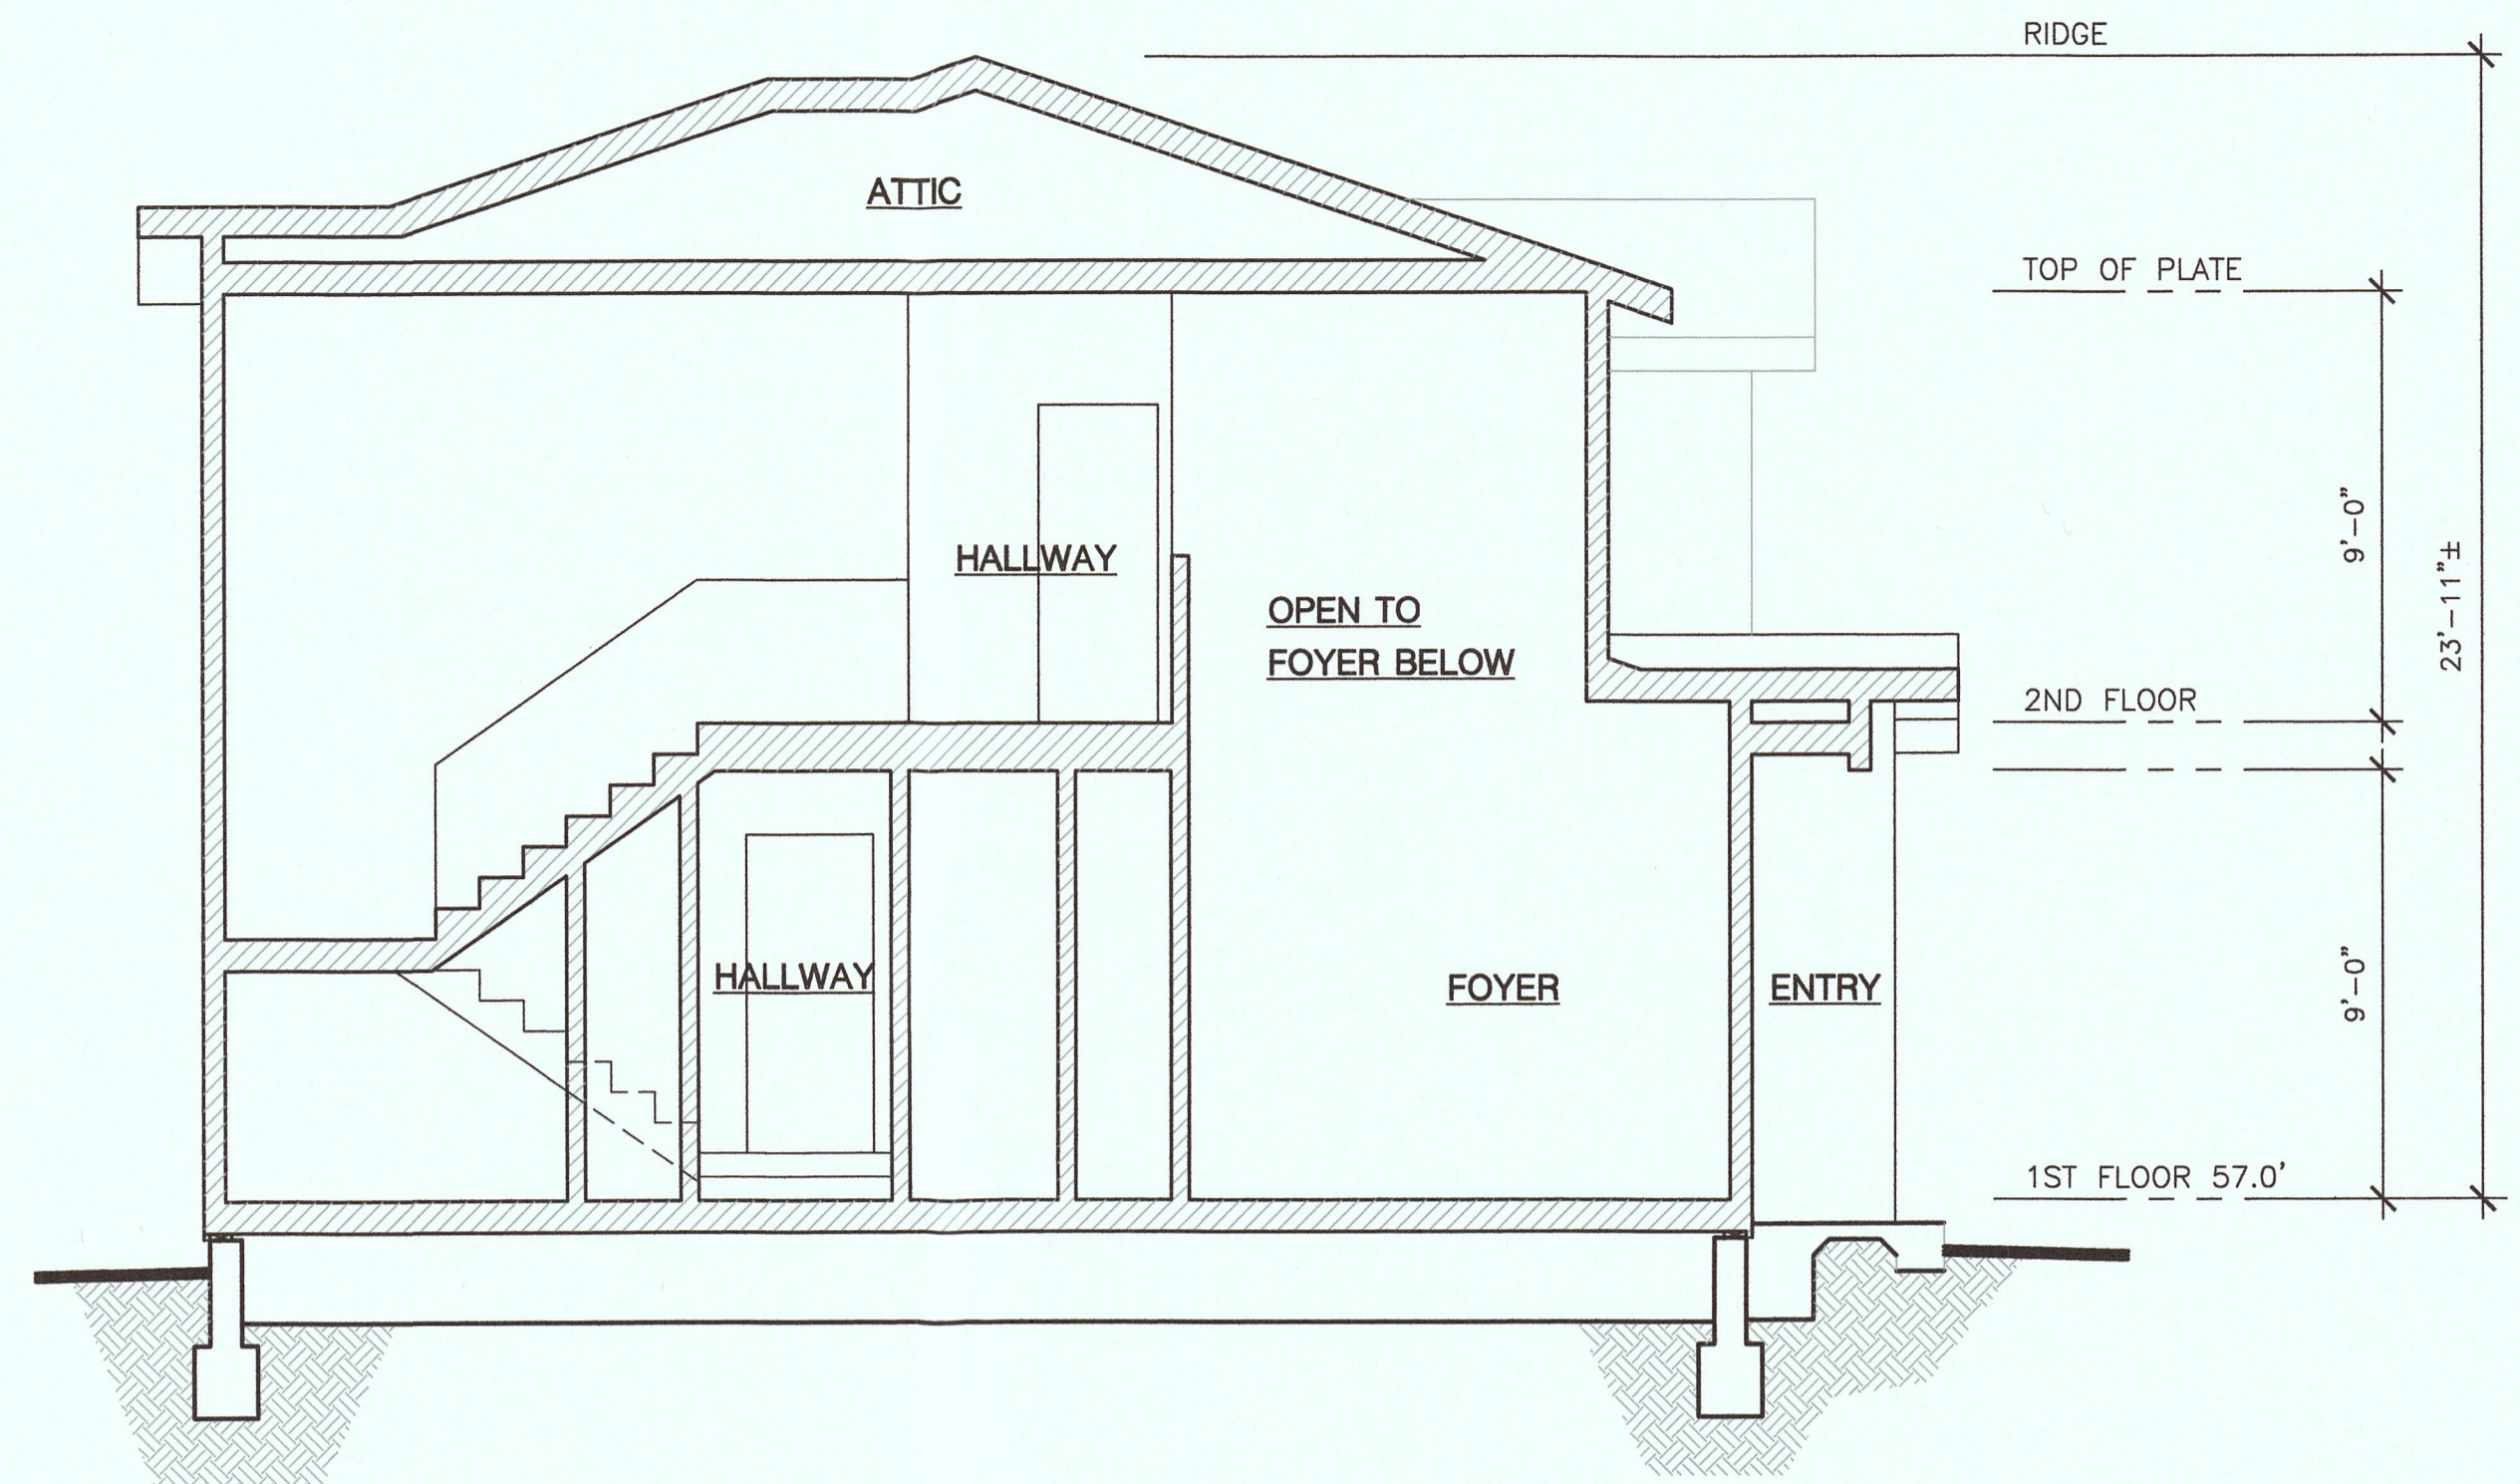 RIDGE
ATTIC
TOP OF PLATE
9'-0"
23'-11"±
HALLWAY
OPEN TO
FOYER BELOW
2ND FLOOR
HALLWAY
FOYER
ENTRY
9'-0"
1ST FLOOR 57.0'